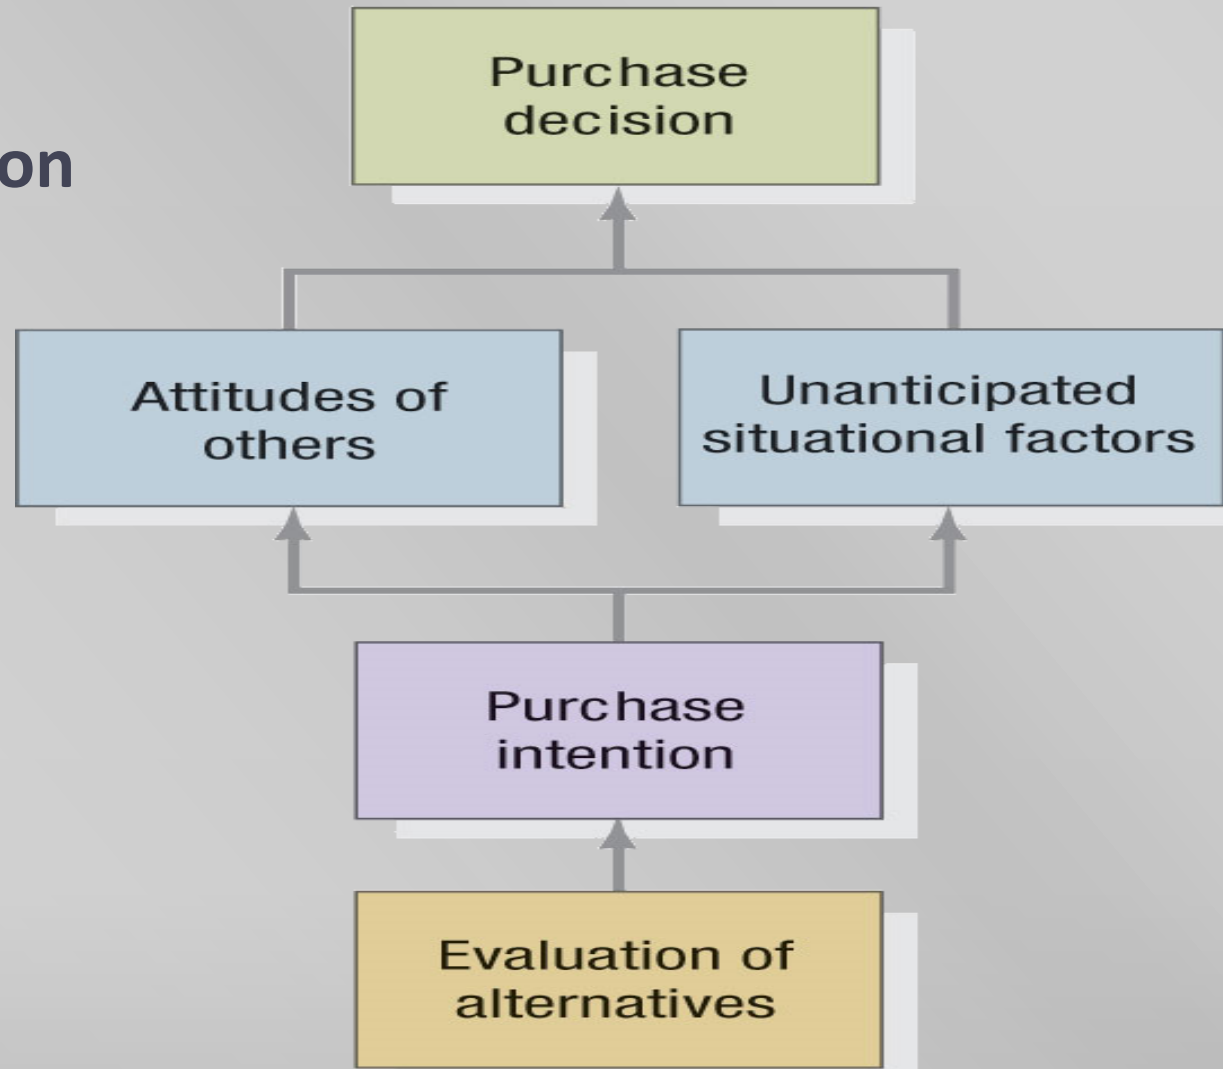 Purchase
decision
on
Attitudes of
others
Unanticipated
situational factors
Purchase
intention
Evaluation of
alternatives